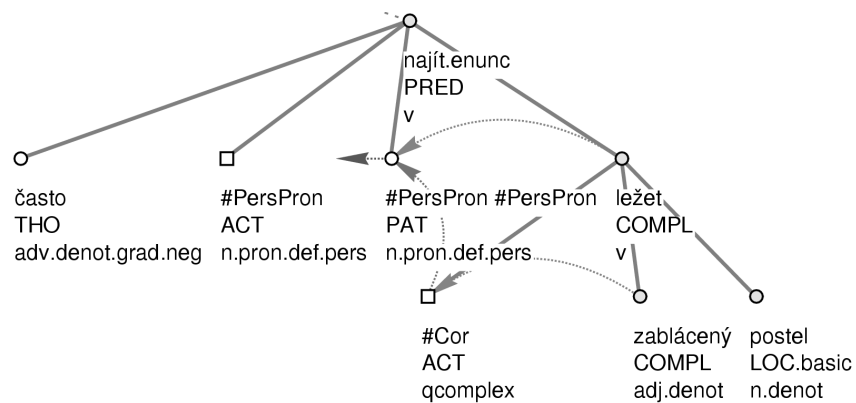 najít.enunc
PRED
v
často
THO
adv.denot.grad.neg
#PersPron
ACT
n.pron.def.pers
#PersPron #PersPron
PAT
n.pron.def.pers
ležet
COMPL
v
#Cor
ACT
qcomplex
zablácený
COMPL
adj.denot
postel
LOC.basic
n.denot